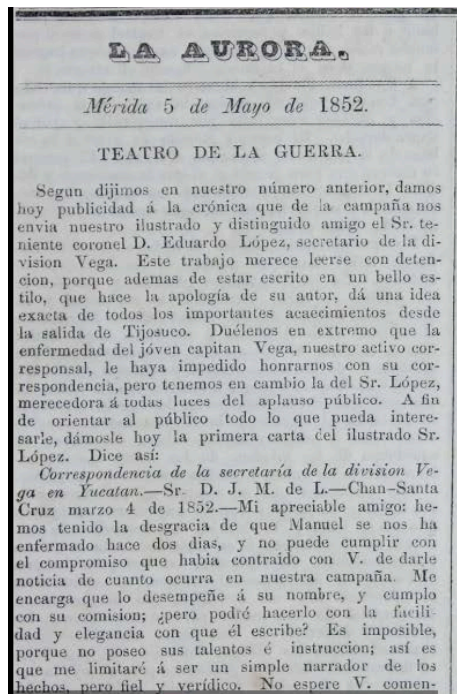 LA AURORA.
Mérida 5 de Mayo de 1852.
TEATRO DE LA GUERRA.
Segun dijimos en nuestro número anterior, damos
hoy publicidad á la crónica que de la campaña nos
envia nuestro ilustrado y distinguido amigo el Sr. te-
niente coronel D. Eduardo López, secretario de la di-
vision Vega. Este trabajo merece leerse con deten-
cion, porque ademas de estar escrito en un bello es-
tilo, que hace la apología de su autor, dá una idea
exacta de todos los importantes acaecimientos desde
la salida de Tijosuco. Duélenos en extremo que la
enfermedad del jóven capitan Vega, nuestro activo cor-
responsal, le haya impedido honrarnos con su cor-
respondencia, pero tenemos en cambio la del Sr. López,
merecedora á todas luces del aplauso público. A fin
de orientar al público todo lo que pueda intere-
sarle, dámosle hoy la primera carta del ilustrado Sr.
López. Dice así:
Correspondencia de la secretaría de la division Ve-
ga en Yucatan.—Sr. D. J. M. de L.—Chan-Santa
Cruz marzo 4 de 1852.—Mi apreciable amigo: he-
mos tenido la desgracia de que Manuel se nos ha
enfermado hace dos dias, y no puede cumplir con
el compromiso que habia contraido con V. de darle
noticia de cuanto ocurra en nuestra campaña. Me
encarga que lo desempeñe á su nombre, y cumplo
con su comision; ¿pero podré hacerlo con la facili-
dad y elegancia con que él escribe? Es imposible,
porque no poseo sus talentos é instruccion; así es
que me limitaré á ser un simple narrador de los
hechos, pero fiel y verídico. No espere V. comen-